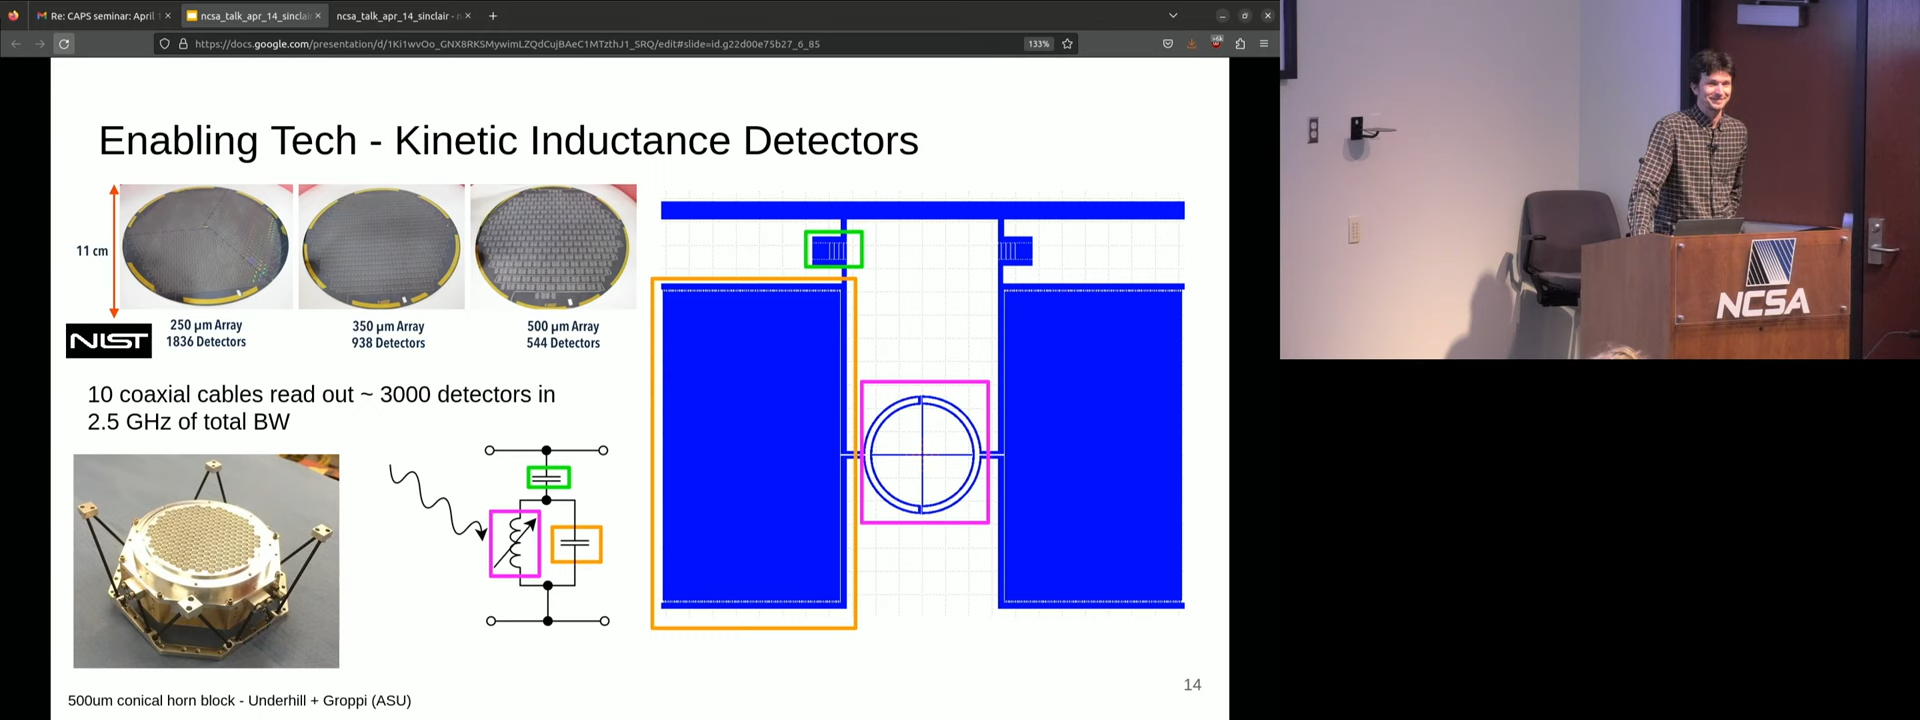 Re: CAPS seminar: April
ncsa_talk_apr_14_sinclai
ncsa_talk_apr_14_sinclair - n
https://docs.google.com/presentation/d/1Ki1wvOo_GNX8RKSMywimLZQdCujBAeC1MTzthJ1_SRQ/edit#slide=id.g22d00e75b27_6_85
133%
Enabling Tech - Kinetic Inductance Detectors
11 cm
NIST
250 µm Array
1836 Detectors
350 µm Array
938 Detectors
500 µm Array
544 Detectors
10 coaxial cables read out ~ 3000 detectors in
2.5 GHz of total BW
500um conical horn block - Underhill + Groppi (ASU)
14
NCSA